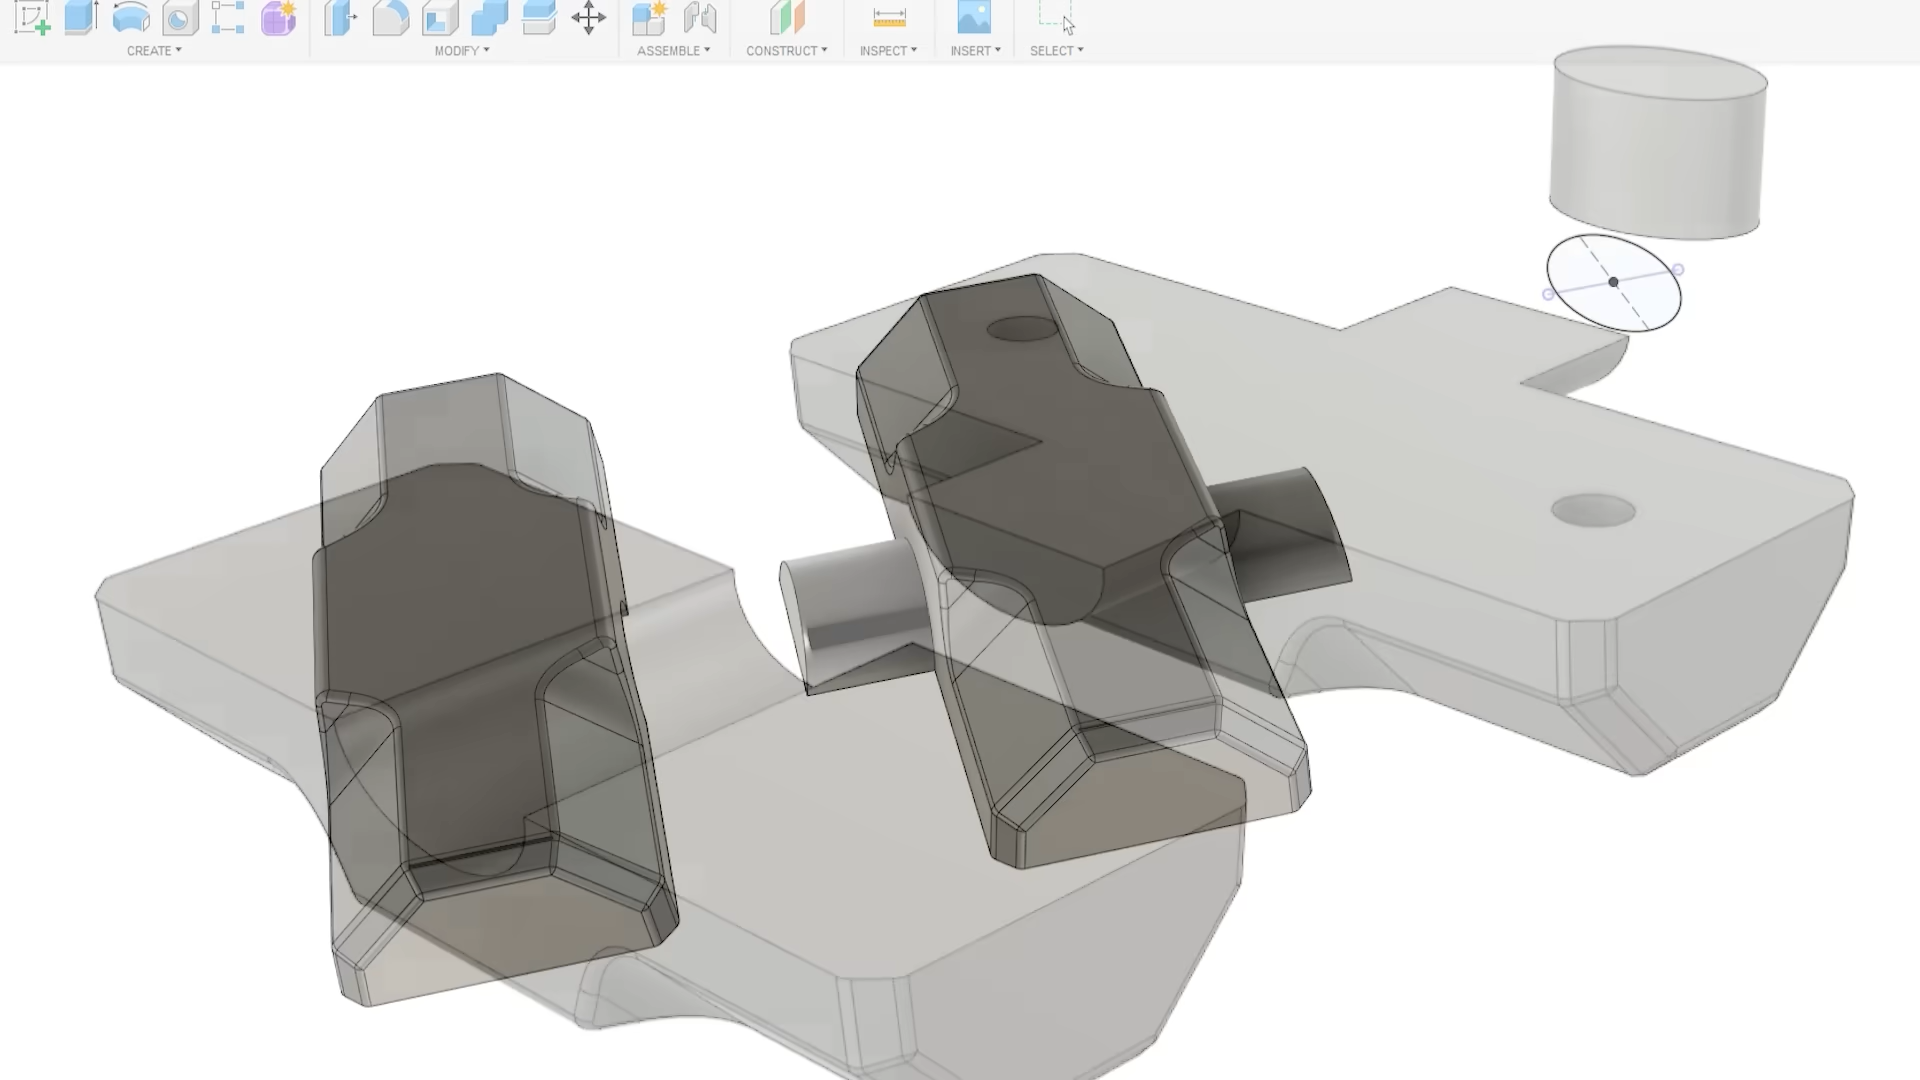 CREATE
MODIFY
ASSEMBLE
CONSTRUCT
INSPECT
INSERT
SELECT